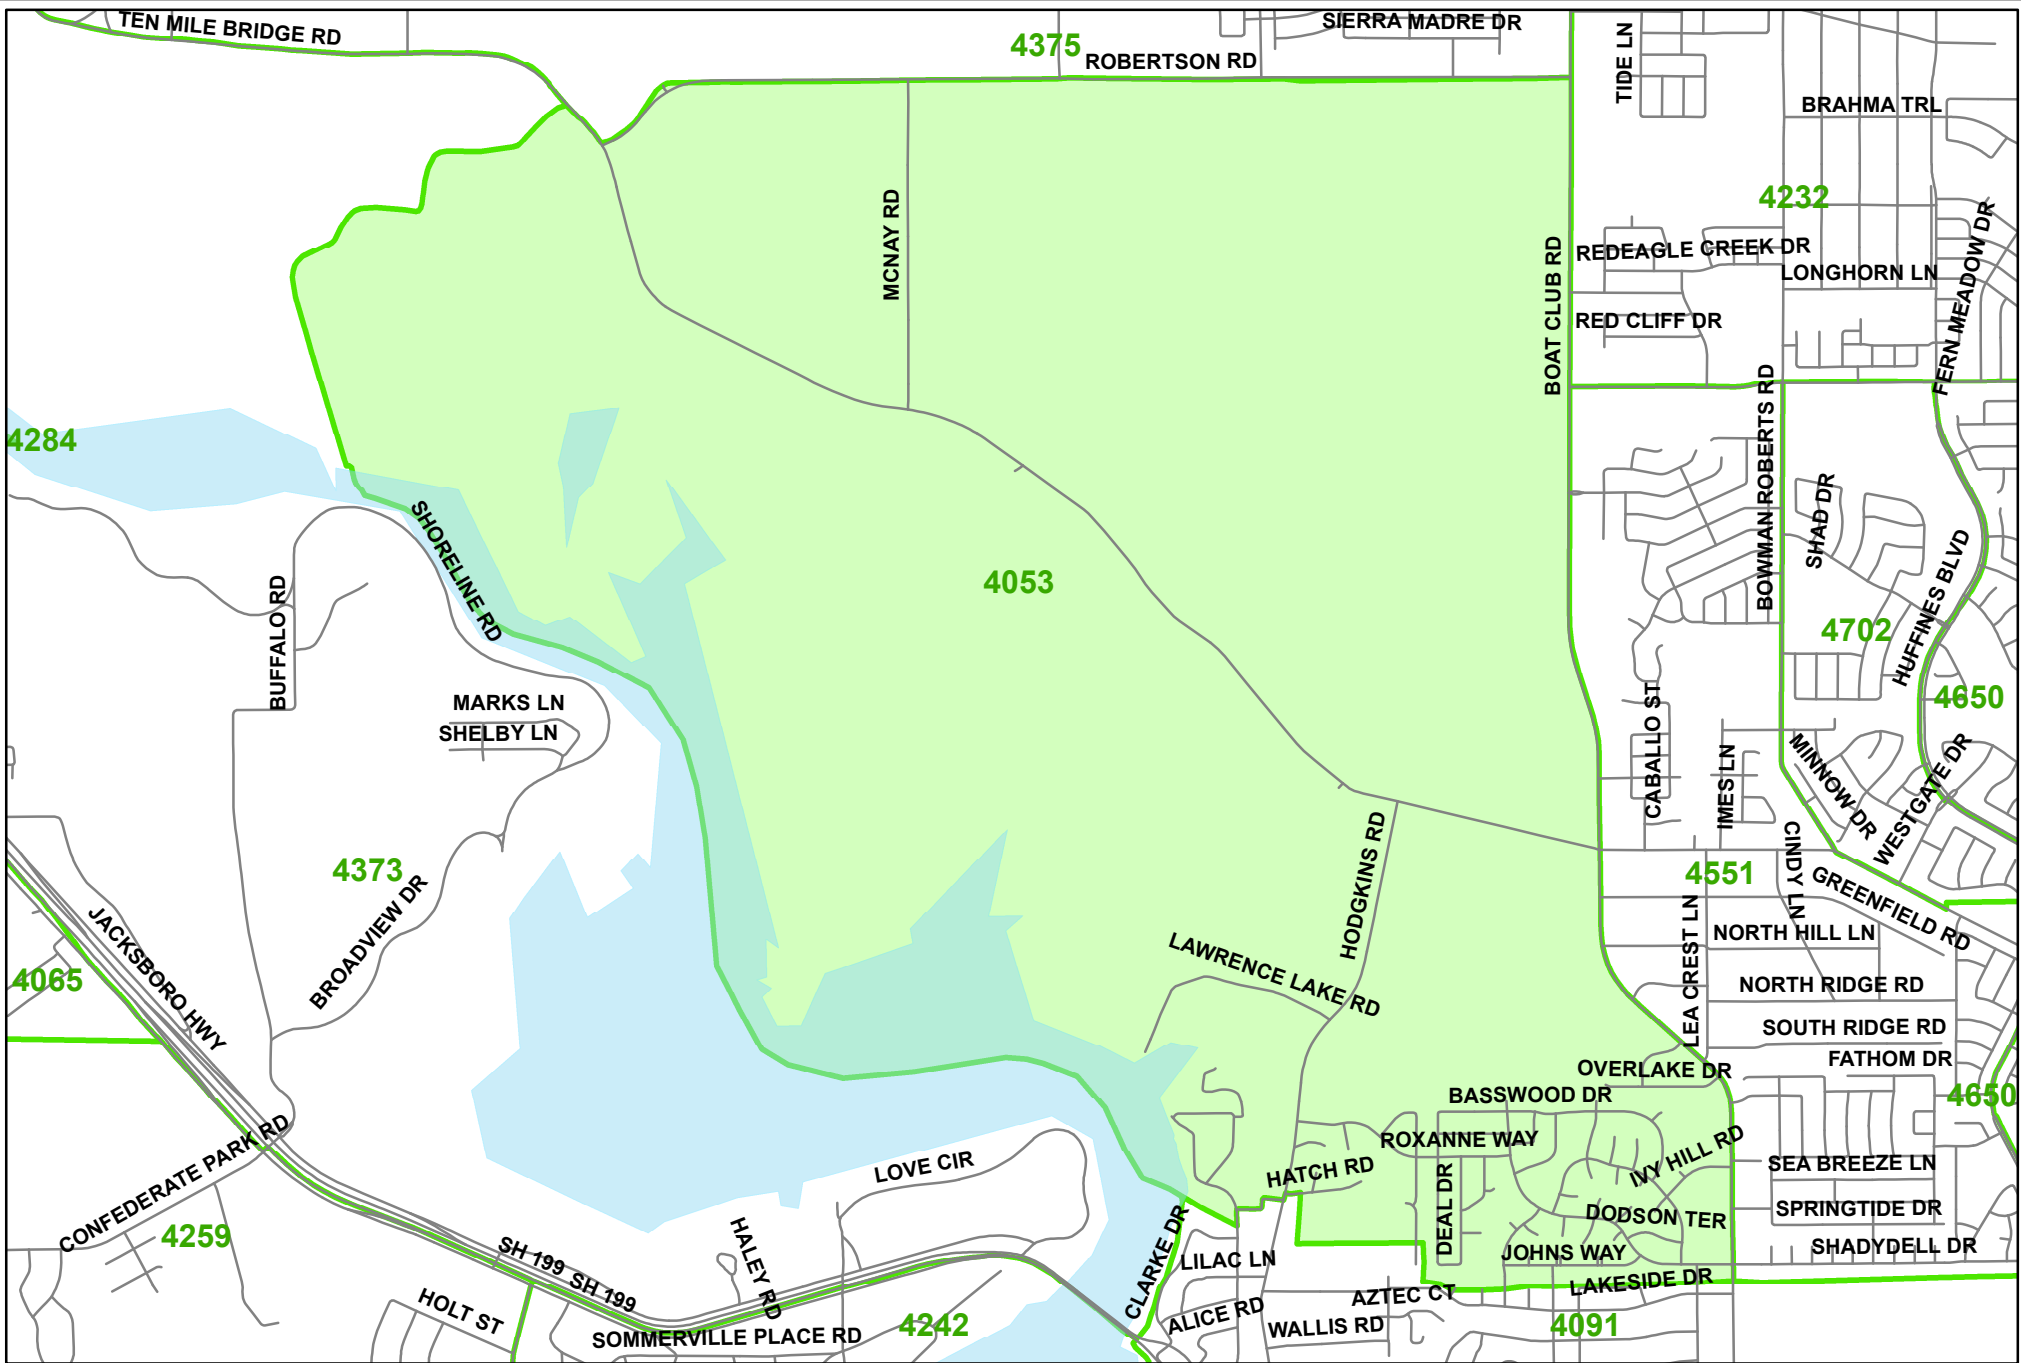 TEN MILE BRIDGE RD
SIERRA MADRE DR
4375
ROBERTSON RD
TIDE LN
BRAHMA TRL
4232
MCNAY RD
BOAT CLUB RD
REDEAGLE CREEK DR
LONGHORN LN
FERN MEADOW DR
RED CLIFF DR
BOWMAN ROBERTS RD
4284
SHORELINE RD
SHAD DR
HUFFINES BLVD
4053
BUFFALO RD
4702
4650
MARKS LN
SHELBY LN
CABALLO ST
IMES LN
MINNOW DR
WESTGATE DR
4373
BROADVIEW DR
HODGKINS RD
4551
CINDY LN
GREENFIELD RD
LEA CREST LN
NORTH HILL LN
JACKSBORO HWY
4065
LAWRENCE LAKE RD
NORTH RIDGE RD
SOUTH RIDGE RD
FATHOM DR
OVERLAKE DR
BASSWOOD DR
4650
ROXANNE WAY
IVY HILL RD
CONFEDERATE PARK RD
LOVE CIR
HATCH RD
SEA BREEZE LN
DEAL DR
DODSON TER
SPRINGTIDE DR
4259
SH 199
SH 199
HALEY RD
CLARKE DR
LILAC LN
JOHNS WAY
SHADYDELL DR
LAKESIDE DR
AZTEC CT
HOLT ST
SOMMERVILLE PLACE RD
4242
ALICE RD
WALLIS RD
4091